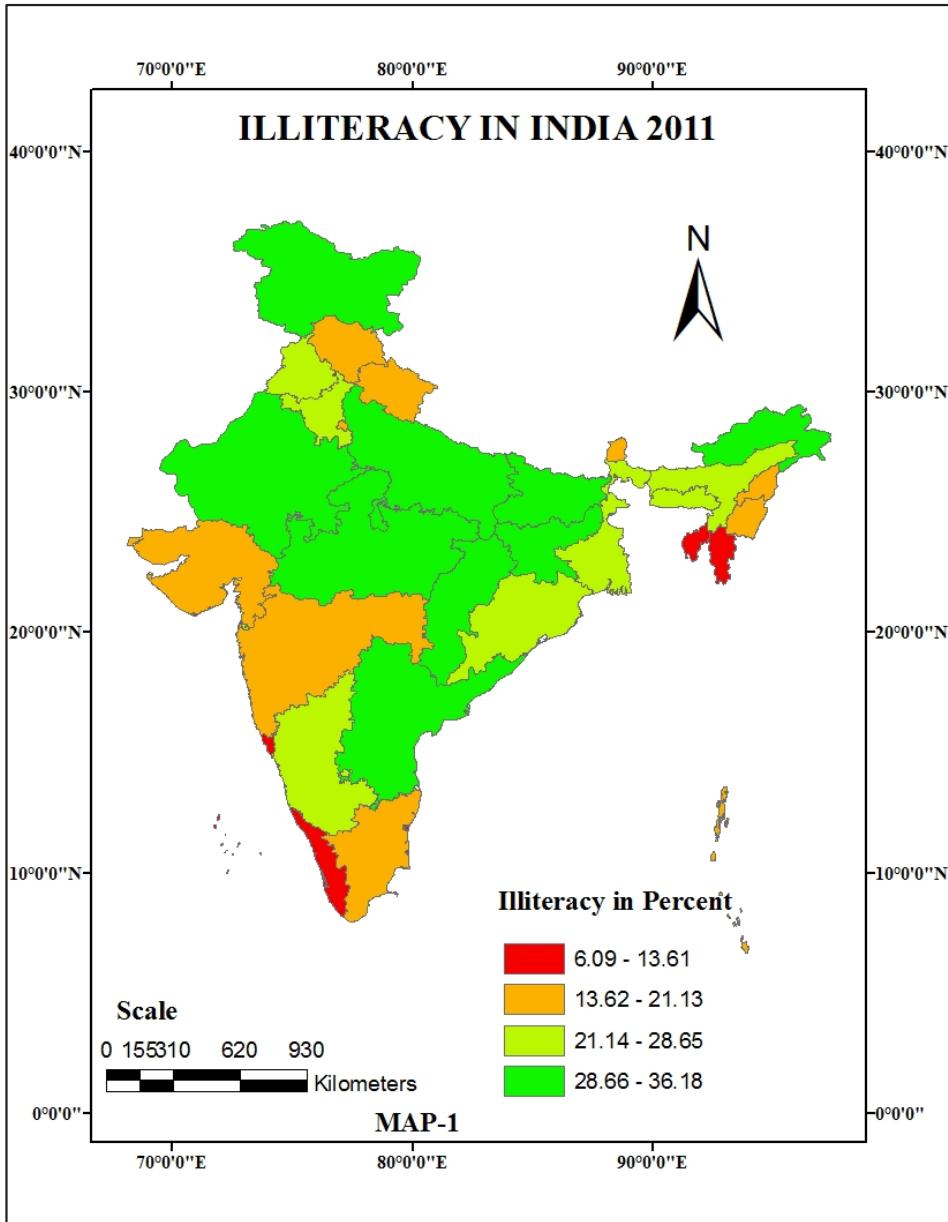 70°0'0"E 80°0'0"E 90°0'0"E
ILLITERACY IN INDIA 2011
40°0'0"N 40°0'0"N
N
30°0'0"N 30°0'0"N
20°0'0"N 20°0'0"N
10°0'0"N 10°0'0"N
Illiteracy in Percent
6.09 - 13.61
13.62 - 21.13
21.14 - 28.65
28.66 - 36.18
Scale
0 155310 620 930
Kilometers
0°0'0" 0°0'0"
MAP-1
70°0'0"E 80°0'0"E 90°0'0"E